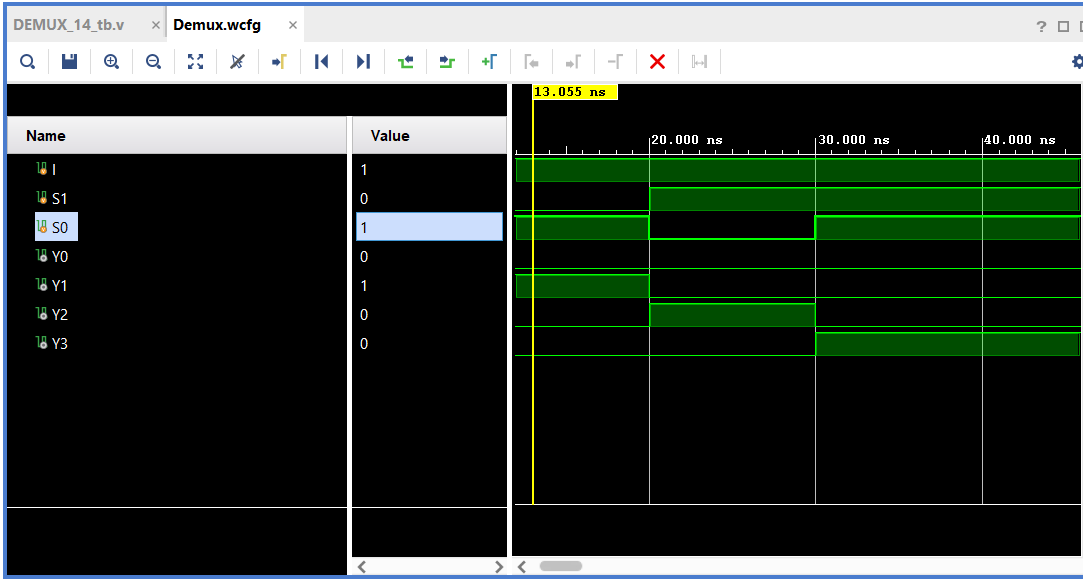 DEMUX_14_tb.v × Demux.wcfg × ?
13.055 ns
Name Value
20.000 ns 30.000 ns 40.000 ns
I 1
S1 0
S0 1
Y0 0
Y1 1
Y2 0
Y3 0